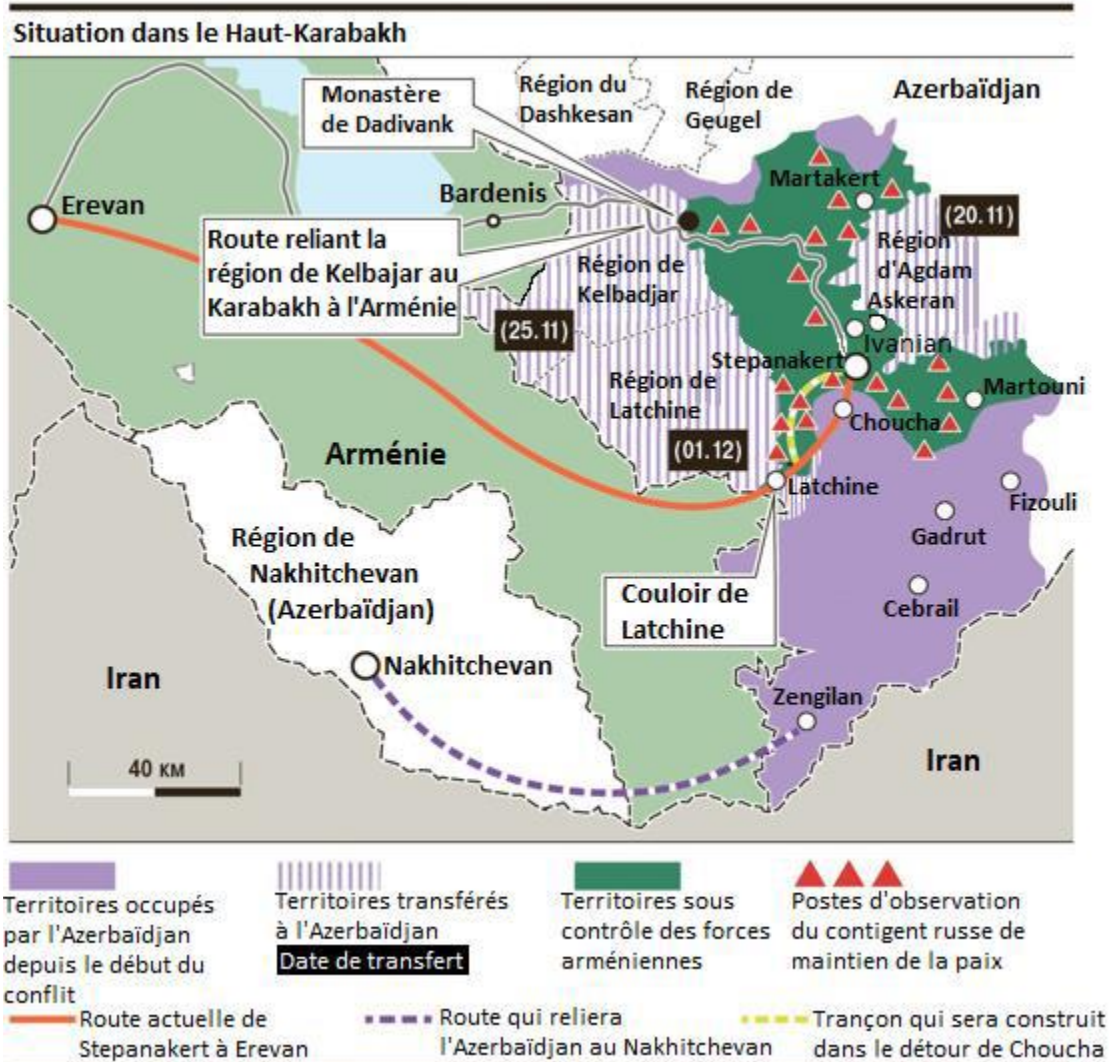 Situation dans le Haut-Karabakh
Région du
Dashkesan
Région de
Geugel
Azerbaïdjan
Monastère
de Dadivank
Erevan
Bardenis
Martakert
(20.11)
Route reliant la
région de Kelbajar au
Karabakh à l'Arménie
Région de
Kelbadjar
Région
d'Agdam
Askeran
(25.11)
Ivanian
Stepanakert
Région de
Latchine
Martouni
Choucha
(01.12)
Arménie
Latchine
Fizouli
Gadrut
Région de
Nakhitchevan
(Azerbaïdjan)
Couloir de
Latchine
Cebrail
Iran
Nakhitchevan
Zengilan
Iran
40 км
Territoires occupés
par l'Azerbaïdjan
depuis le début du
conflit
Territoires transférés
à l'Azerbaïdjan
Date de transfert
Territoires sous
contrôle des forces
arméniennes
Postes d'observation
du contigent russe de
maintien de la paix
Route actuelle de
Stepanakert à Erevan
Route qui reliera
l'Azerbaïdjan au Nakhitchevan
Trançon qui sera construit
dans le détour de Choucha